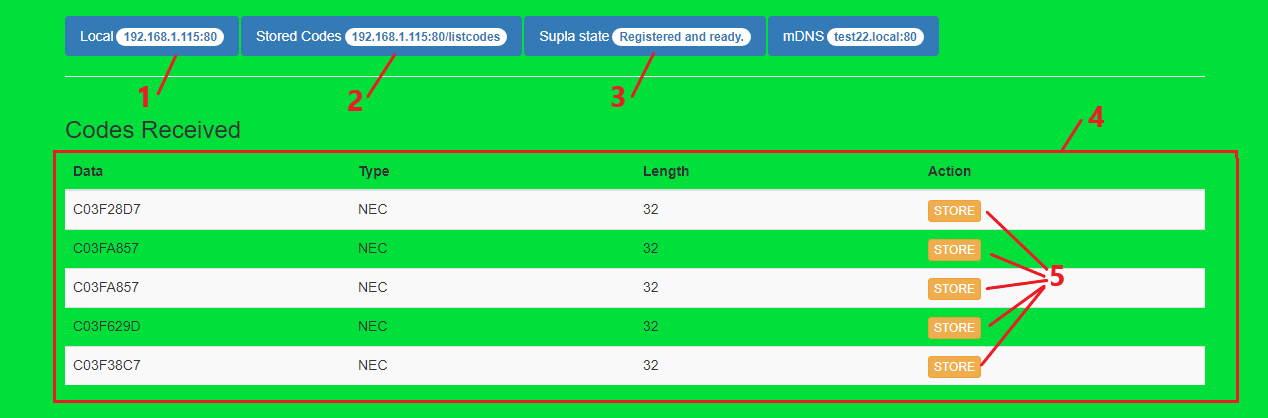 Local 192.168.1.115:80 Stored Codes 192.168.1.115:80/listcodes Supla state Registered and ready. mDNS test22.local:80
1 2 3
4
Codes Received
Data Type Length Action
C03F28D7 NEC 32 STORE
C03FA857 NEC 32 STORE
5
C03FA857 NEC 32 STORE
C03F629D NEC 32 STORE
C03F38C7 NEC 32 STORE